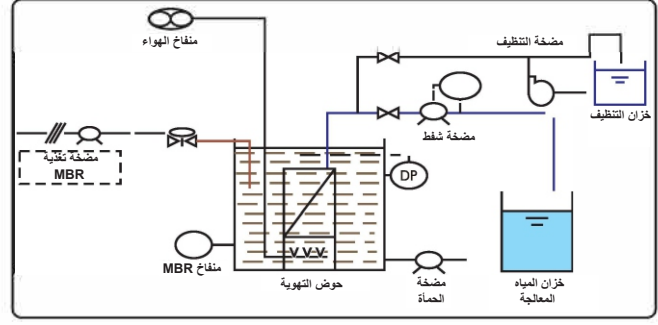 منفاخ الهواء
مضخة التنظيف
خزان التنظيف
مضخة شفط
مضخة تغذية
MBR
DP
منفاخ MBR
حوض التهوية
مضخة
الحمأة
خزان المياه
المعالجة